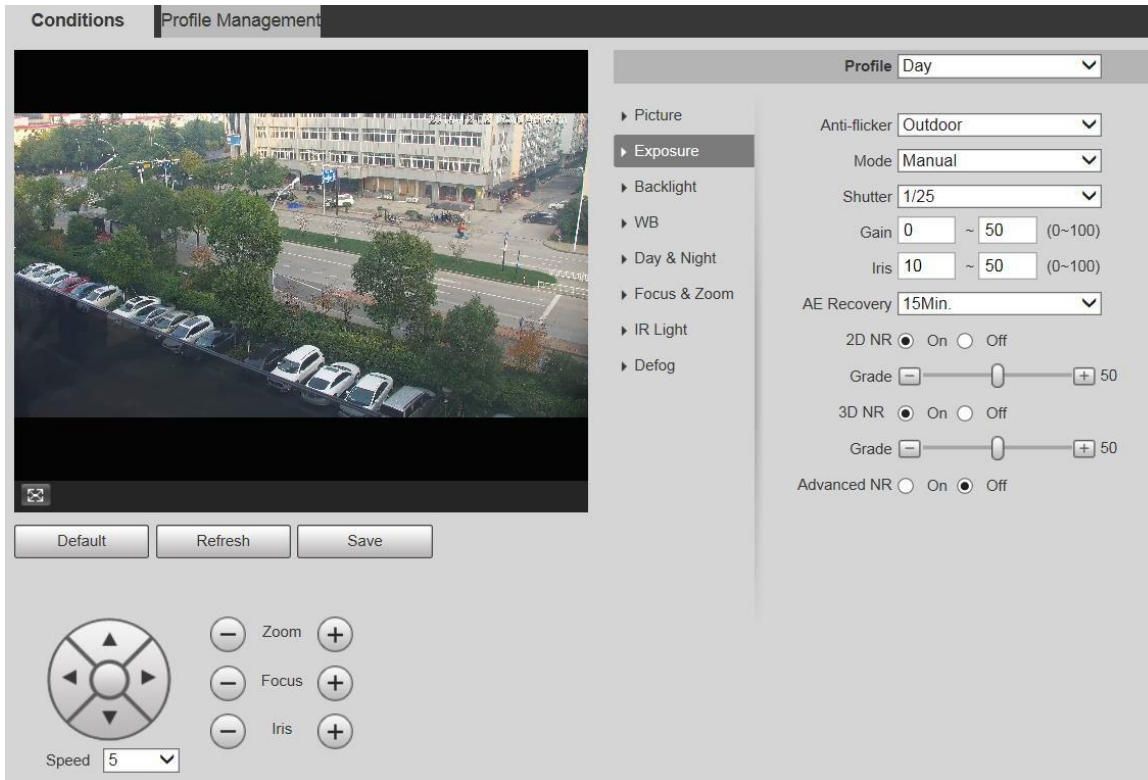 Conditions
Profile Management
Profile Day
Picture
Exposure
Backlight
WB
Day & Night
Focus & Zoom
IR Light
Defog
Anti-flicker Outdoor
Mode Manual
Shutter 1/25
Gain 0 ~ 50 (0~100)
Iris 10 ~ 50 (0~100)
AE Recovery 15Min.
2D NR On Off
Grade 50
3D NR On Off
Grade 50
Advanced NR On Off
Default Refresh Save
Zoom
Focus
Iris
Speed 5